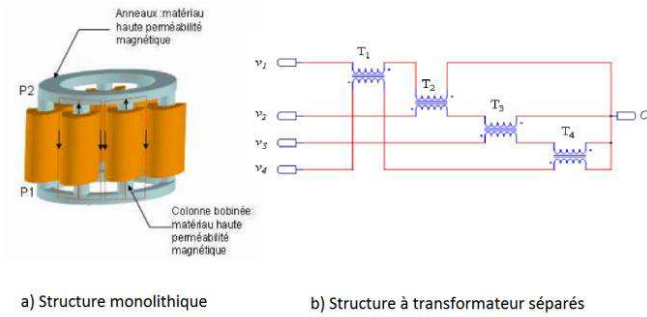 Anneaux :matériau
haute perméabilité
magnétique
P2
P1
Colonne bobinée:
matériau haute
perméabilité
magnétique
a) Structure monolithique
b)
v1
v2
v3
v4
T1
T2
T3
T4
b) Structure à transformateur séparés